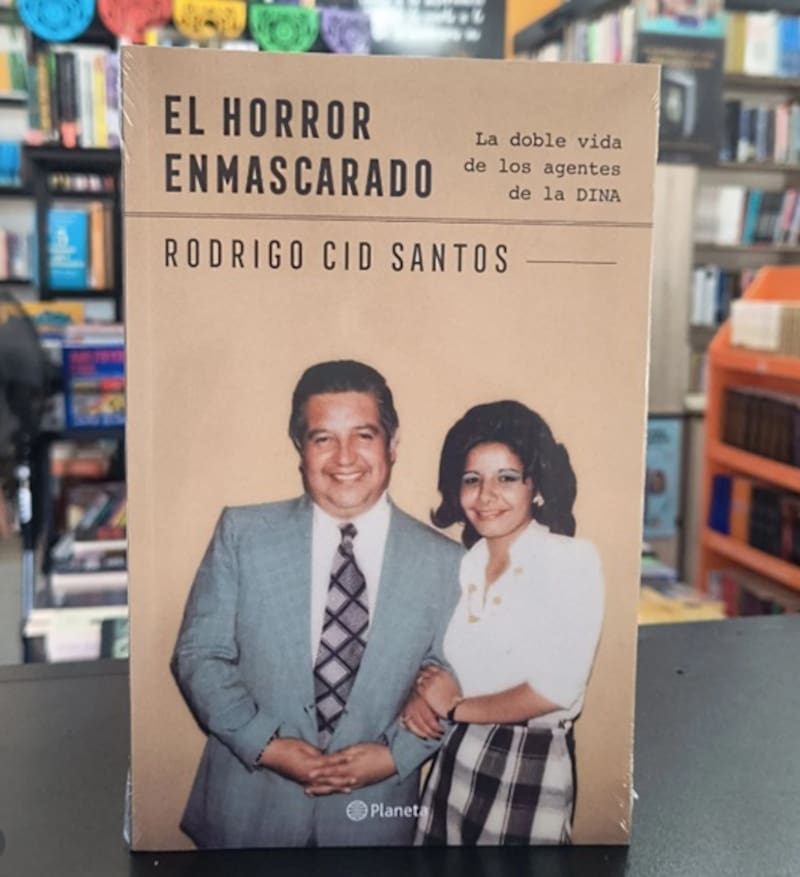 EL HORROR
ENMASCARADO
La doble vida
de los agentes
de la DINA
RODRIGO CID SANTOS
Planeta